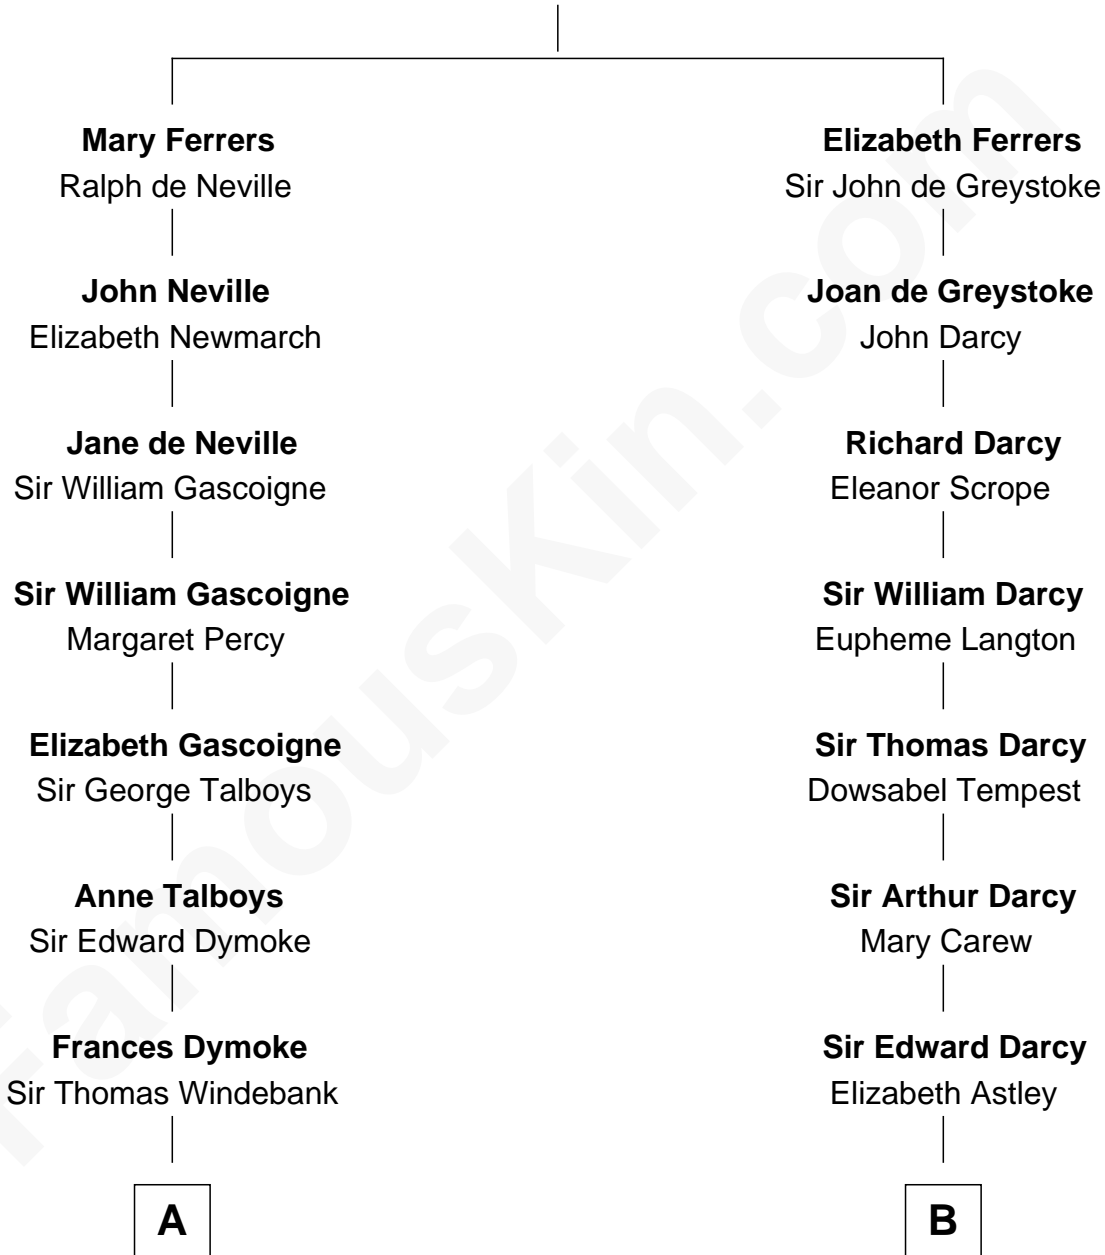 Mary Ferrers
Ralph de Neville
John Neville
Elizabeth Newmarch
Jane de Neville
Sir William Gascoigne
Sir William Gascoigne
Margaret Percy
Elizabeth Gascoigne
Sir George Talboys
Anne Talboys
Sir Edward Dymoke
Frances Dymoke
Sir Thomas Windebank
A
Elizabeth Ferrers
Sir John de Greystoke
Joan de Greystoke
John Darcy
Richard Darcy
Eleanor Scrope
Sir William Darcy
Eupheme Langton
Sir Thomas Darcy
Dowsabel Tempest
Sir Arthur Darcy
Mary Carew
Sir Edward Darcy
Elizabeth Astley
B
FamousKin.com